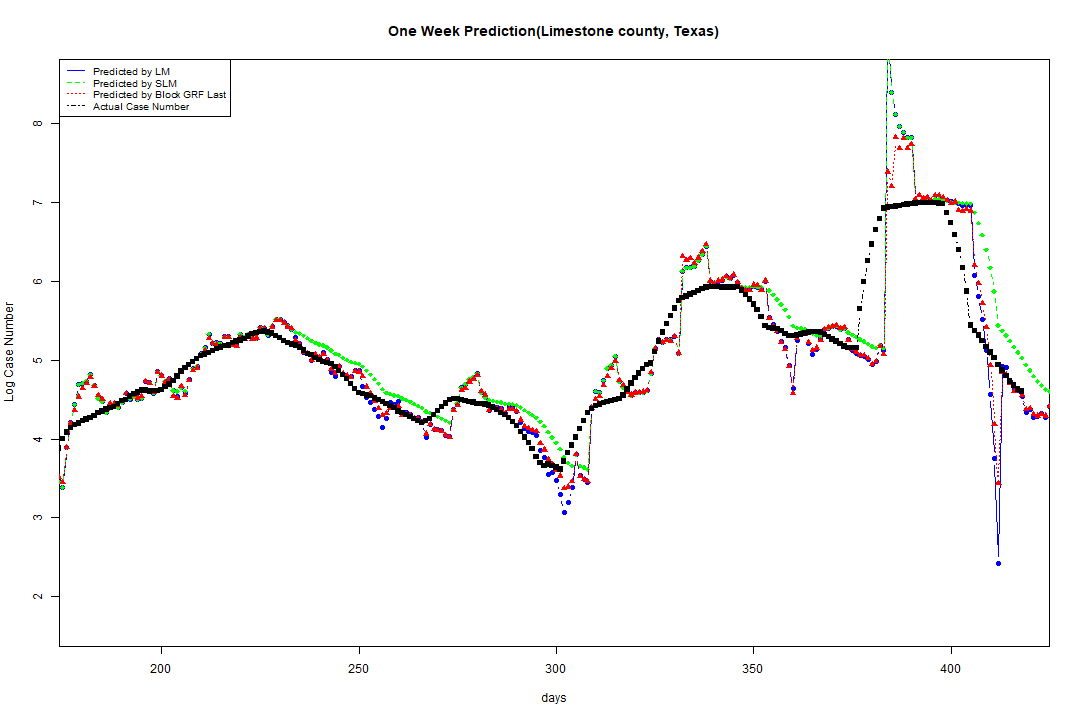 One Week Prediction(Limestone county, Texas)
Predicted by LM
Predicted by SLM
Predicted by Block GRF Last
Actual Case Number
8
7
6
5
4
3
2
Log Case Number
200 250 300 350 400
days